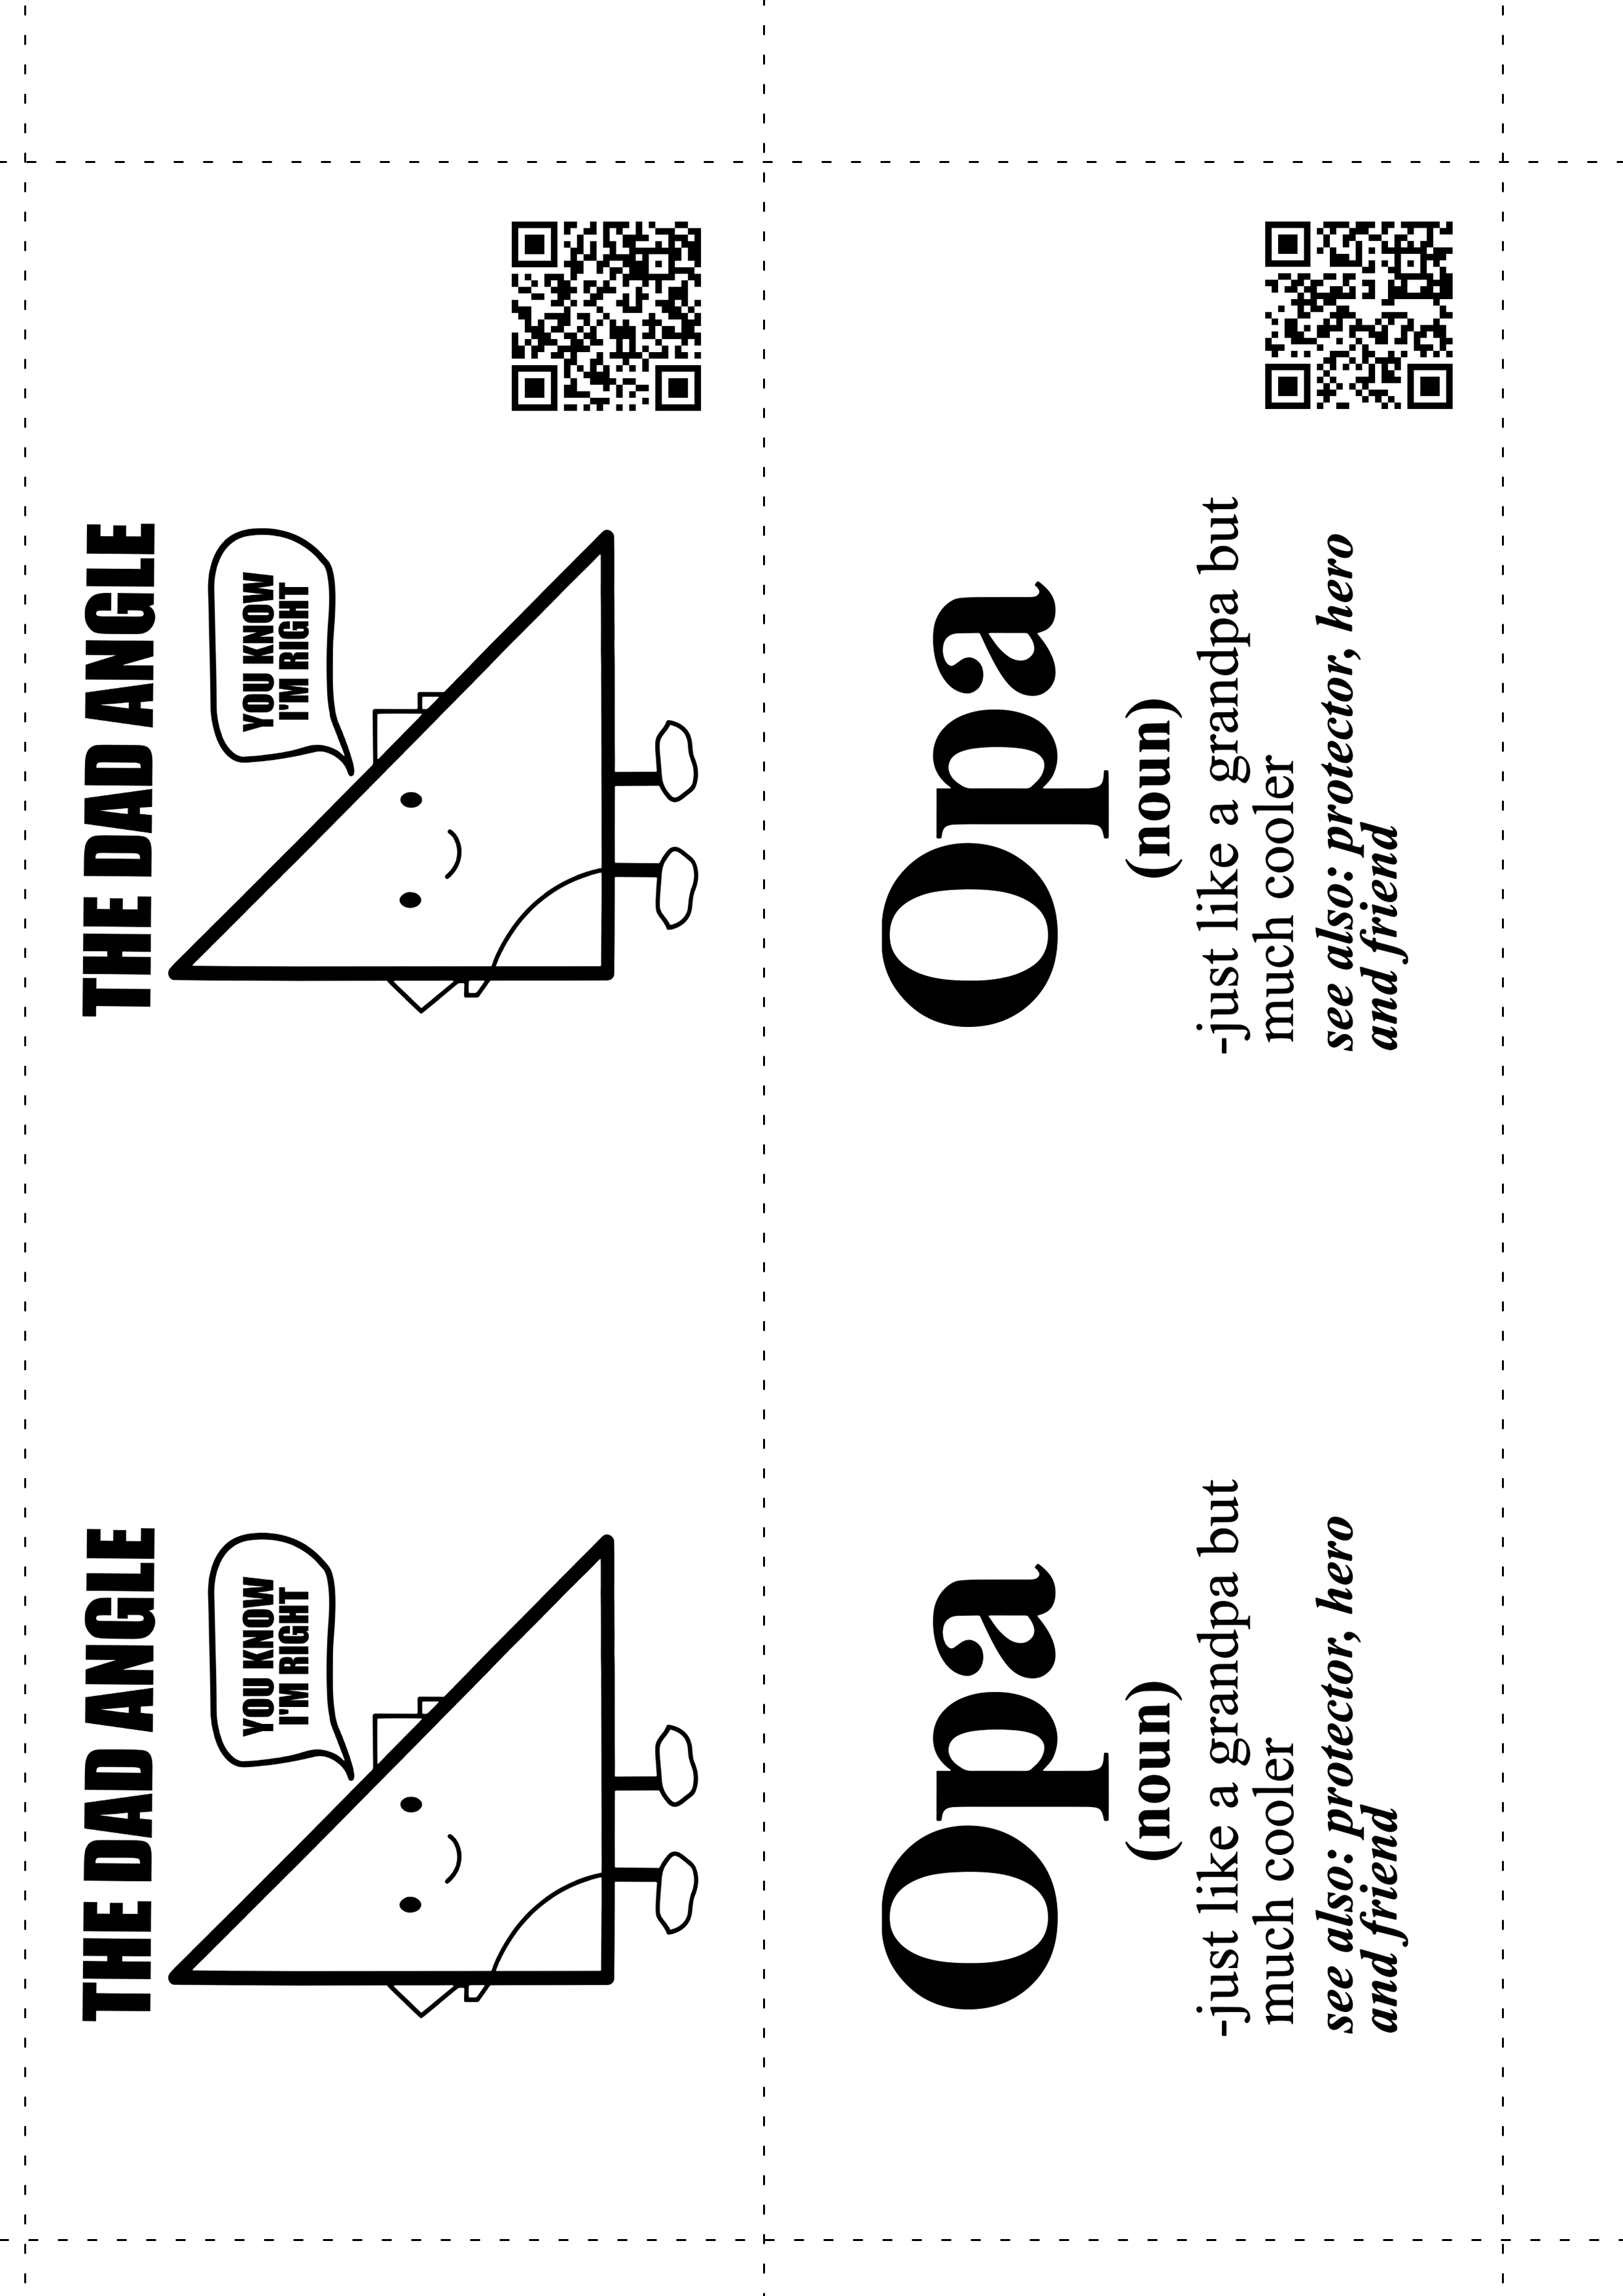 THE DAD ANGLE
YOU KNOW
I'M RIGHT
THE DAD ANGLE
YOU KNOW
I'M RIGHT
Opa
(noun)
-just like a grandpa but
much cooler
see also: protector, hero
and friend
Opa
(noun)
-just like a grandpa but
much cooler
see also: protector, hero
and friend